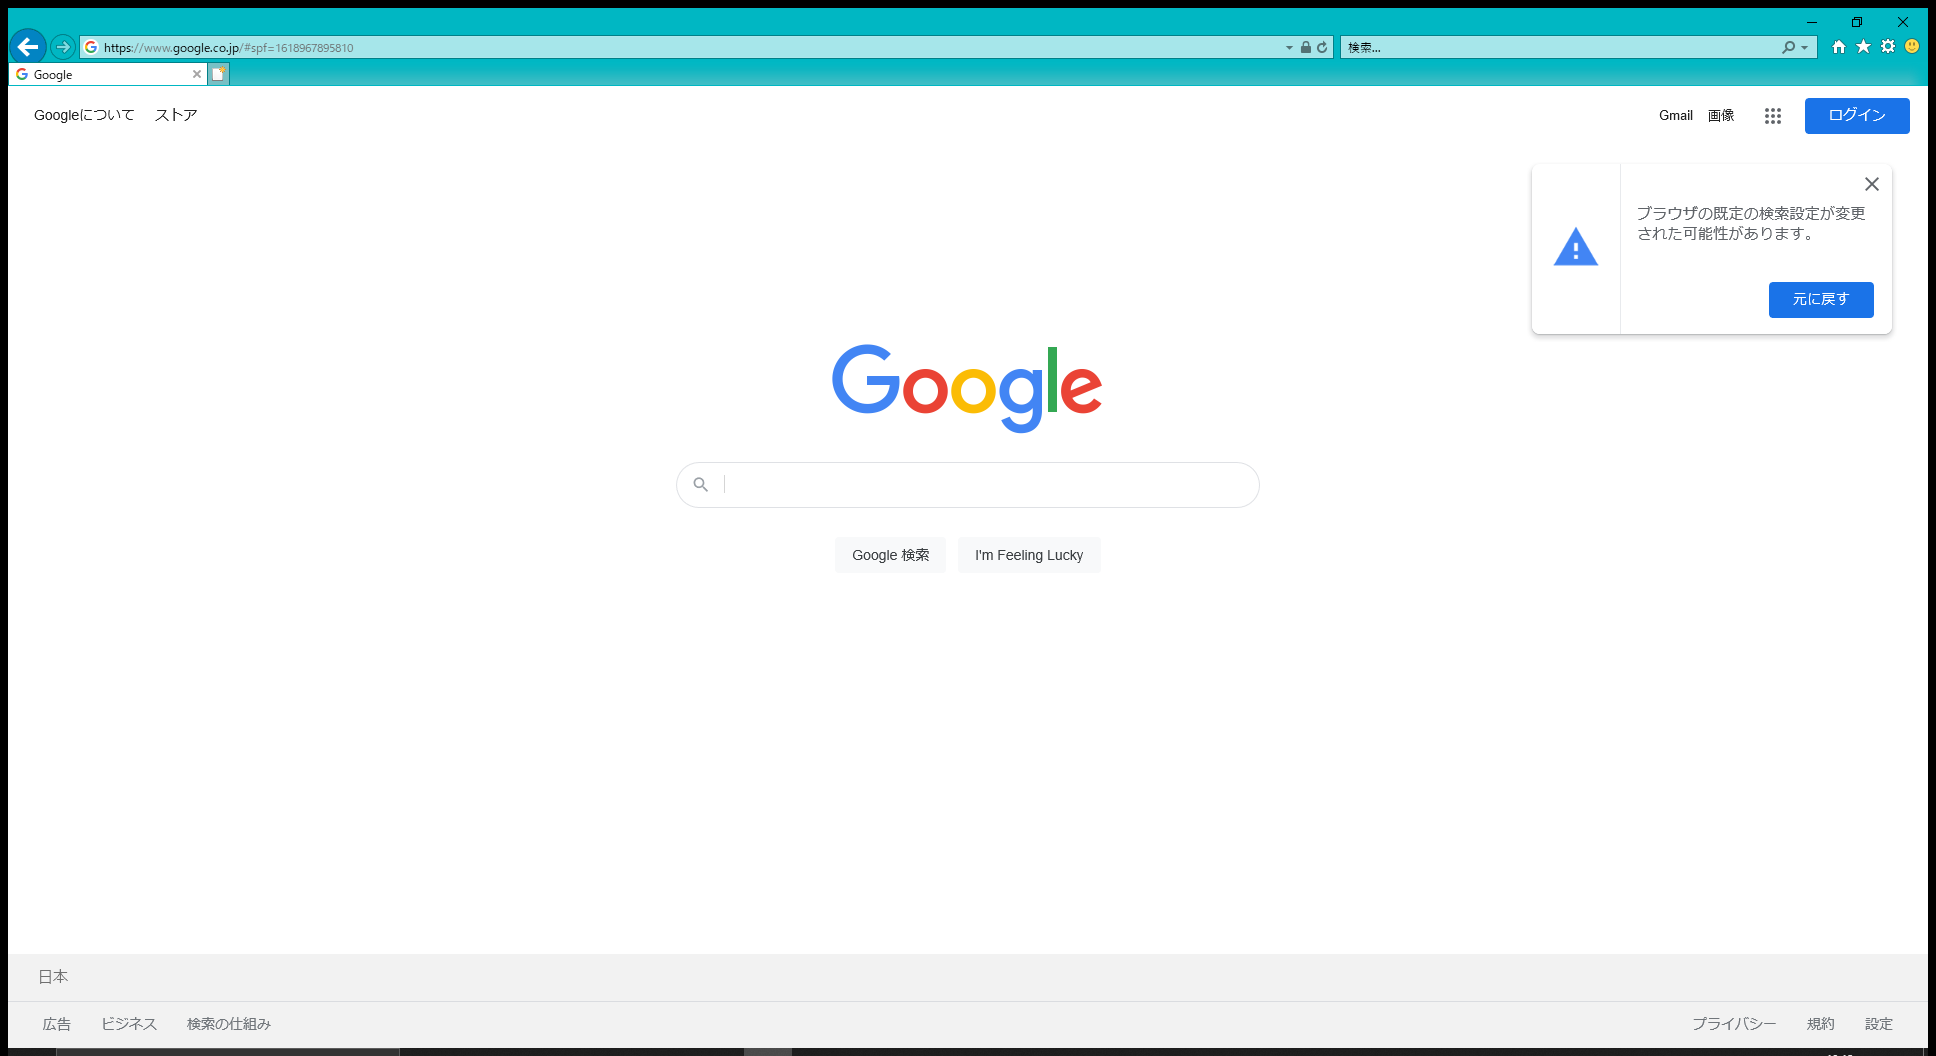 https://www.google.co.jp/#spf=1618967895810
検索...
Google
Googleについて ストア
Gmail 画像 ログイン
ブラウザの既定の検索設定が変更
された可能性があります。
元に戻す
Google
Google 検索 I'm Feeling Lucky
日本
広告 ビジネス 検索の仕組み
プライバシー 規約 設定